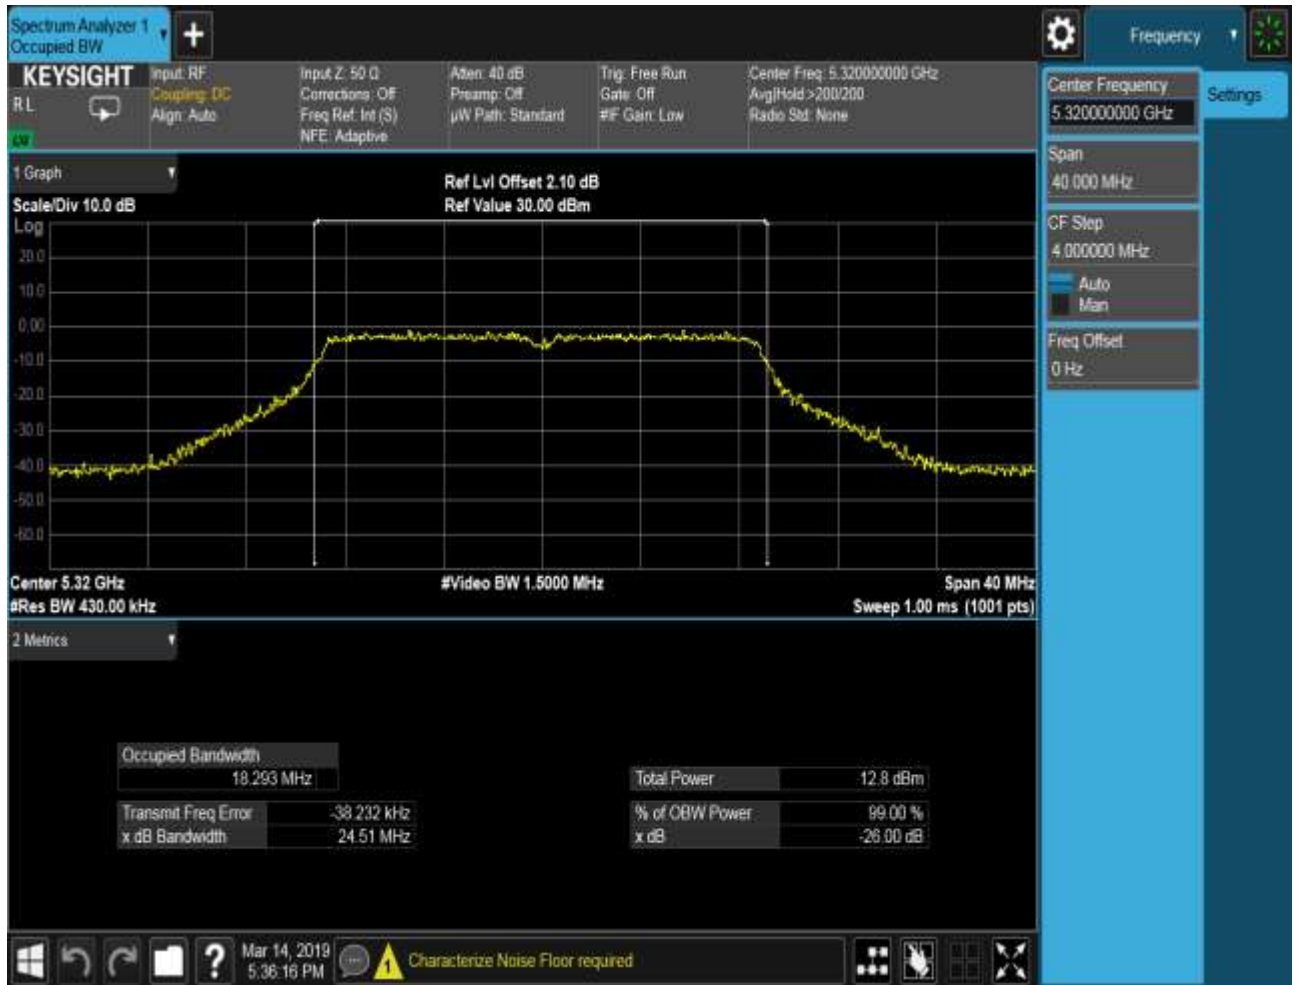 Spectrum Analyzer 1
Occupied BW
Frequency
KEYSIGHT
R L
Input: RF
Coupling: DC
Align: Auto
Input Z: 50 Ω
Corrections: Off
Freq Ref: Int (S)
NFE: Adaptive
Atten: 40 dB
Preamp: Off
µW Path: Standard
Trig: Free Run
Gate: Off
#IF Gain: Low
Center Freq: 5.320000000 GHz
Avg|Hold:>200/200
Radio Std: None
Center Frequency
5.320000000 GHz
Settings
Span
40.000 MHz
CF Step
4.000000 MHz
Auto
Man
Freq Offset
0 Hz
1 Graph
Scale/Div 10.0 dB
Ref Lvl Offset 2.10 dB
Ref Value 30.00 dBm
Log
20.0
10.0
0.00
-10.0
-20.0
-30.0
-40.0
-50.0
-60.0
Center 5.32 GHz
#Video BW 1.5000 MHz
Span 40 MHz
#Res BW 430.00 kHz
Sweep 1.00 ms (1001 pts)
2 Metrics
Occupied Bandwidth
18.293 MHz
Total Power 12.8 dBm
Transmit Freq Error -38.232 kHz
% of OBW Power 99.00 %
x dB Bandwidth 24.51 MHz
x dB -26.00 dB
?
Mar 14, 2019
5:36:16 PM
1
Characterize Noise Floor required